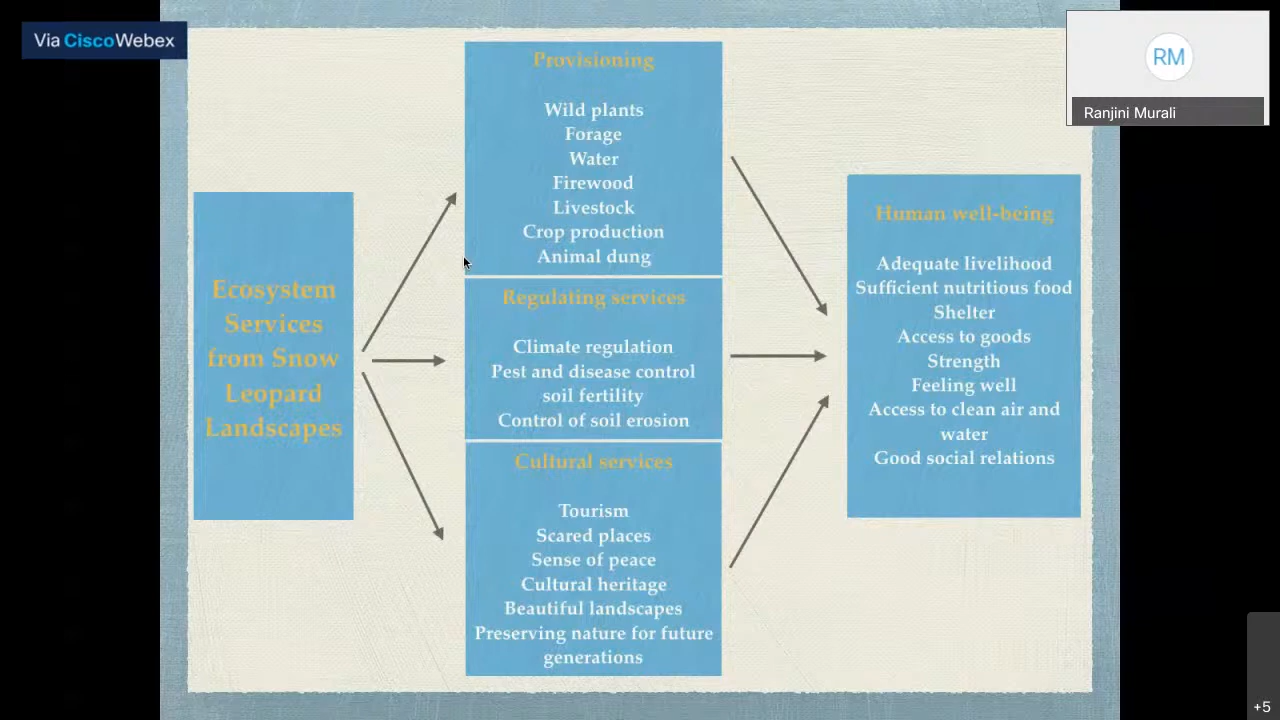 Via CiscoWebex
RM
Ranjini Murali
Ecosystem
Services
from Snow
Leopard
Landscapes
Provisioning
Wild plants
Forage
Water
Firewood
Livestock
Crop production
Animal dung
Regulating services
Climate regulation
Pest and disease control
soil fertility
Control of soil erosion
Cultural services
Tourism
Scared places
Sense of peace
Cultural heritage
Beautiful landscapes
Preserving nature for future
generations
Human well-being
Adequate livelihood
Sufficient nutritious food
Shelter
Access to goods
Strength
Feeling well
Access to clean air and
water
Good social relations
+5